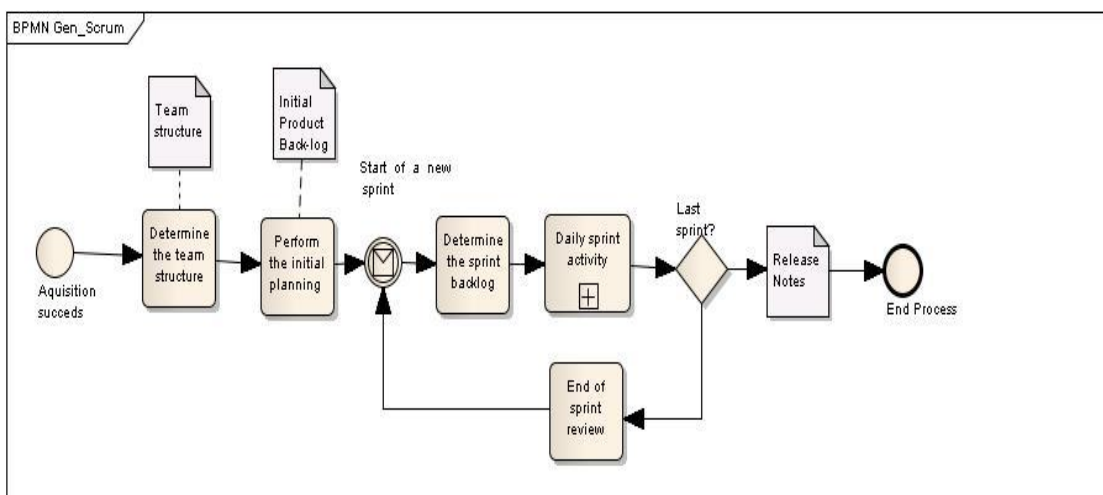 BPMN Gen_Scrum
Team
structure
Initial
Product
Back-log
Start of a new
sprint
Aquisition
succeds
Determine
the team
structure
Perform
the initial
planning
Determine
the sprint
backlog
Daily sprint
activity
Last
sprint?
Release
Notes
End Process
End of
sprint
review